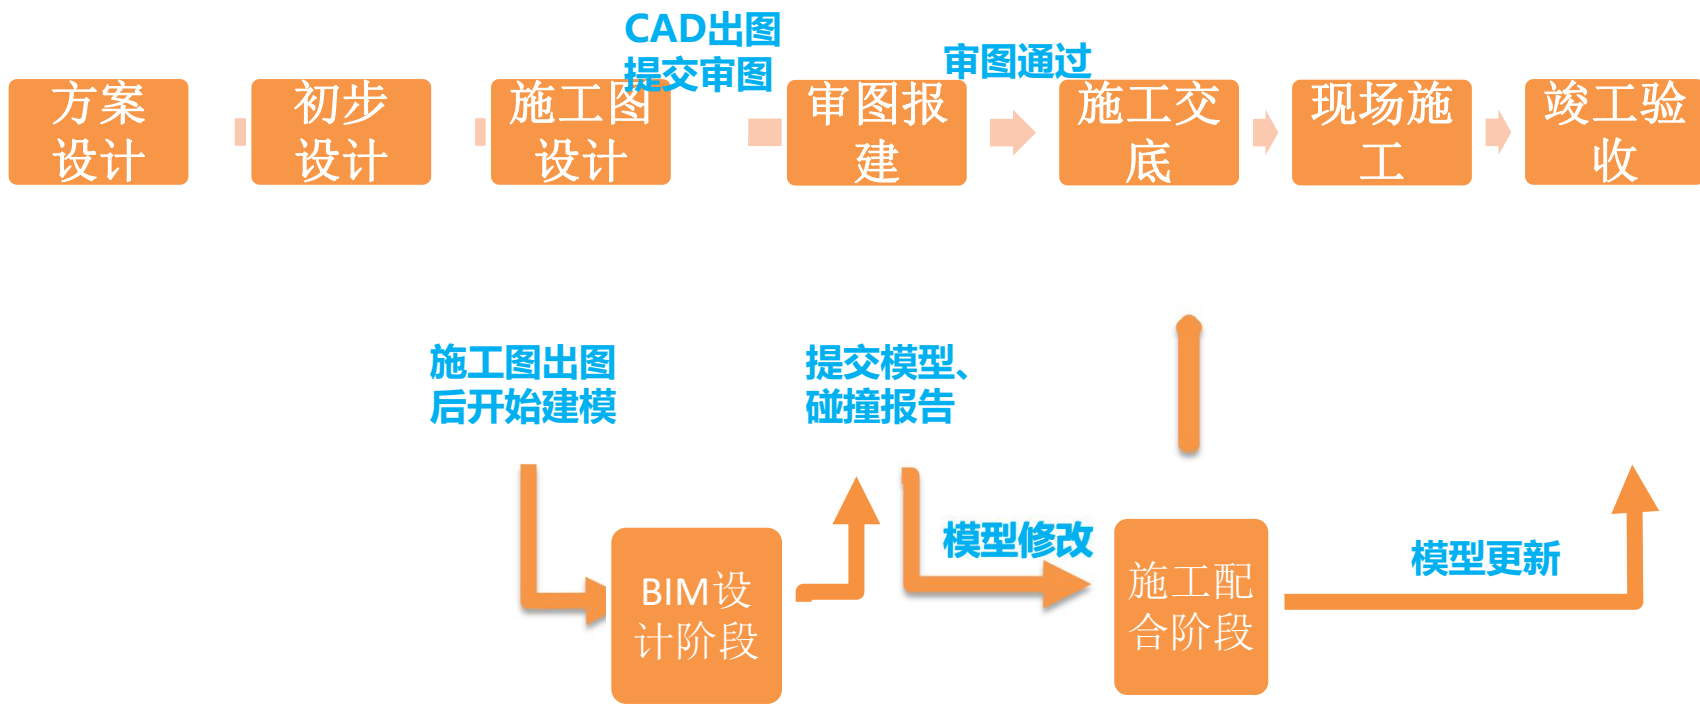 CAD出图
提交审图
审图通过
方案
设计
初步
设计
施工图
设计
审图报
建
施工交
底
现场施
工
竣工验
收
施工图出图
后开始建模
提交模型、
碰撞报告
模型修改
模型更新
BIM设
计阶段
施工配
合阶段